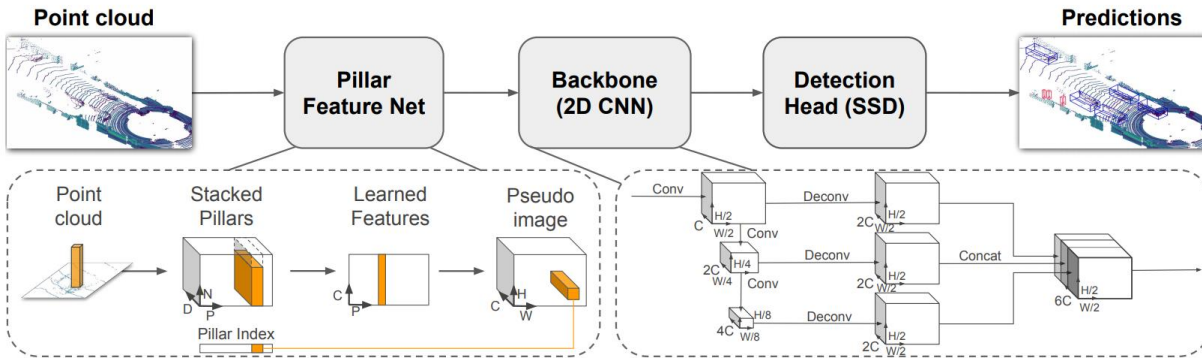 Point cloud
Pillar
Feature Net
Backbone
(2D CNN)
Detection
Head (SSD)
Predictions
Point
cloud
Stacked
Pillars
Learned
Features
Pseudo
image
D
N
P
C
P
C
H
W
Pillar Index
Conv
C
H/2
W/2
Conv
2C
H/4
W/4
Conv
4C
H/8
W/8
Deconv
2C
H/2
W/2
Deconv
2C
H/2
W/2
Deconv
2C
H/2
W/2
Concat
6C
H/2
W/2